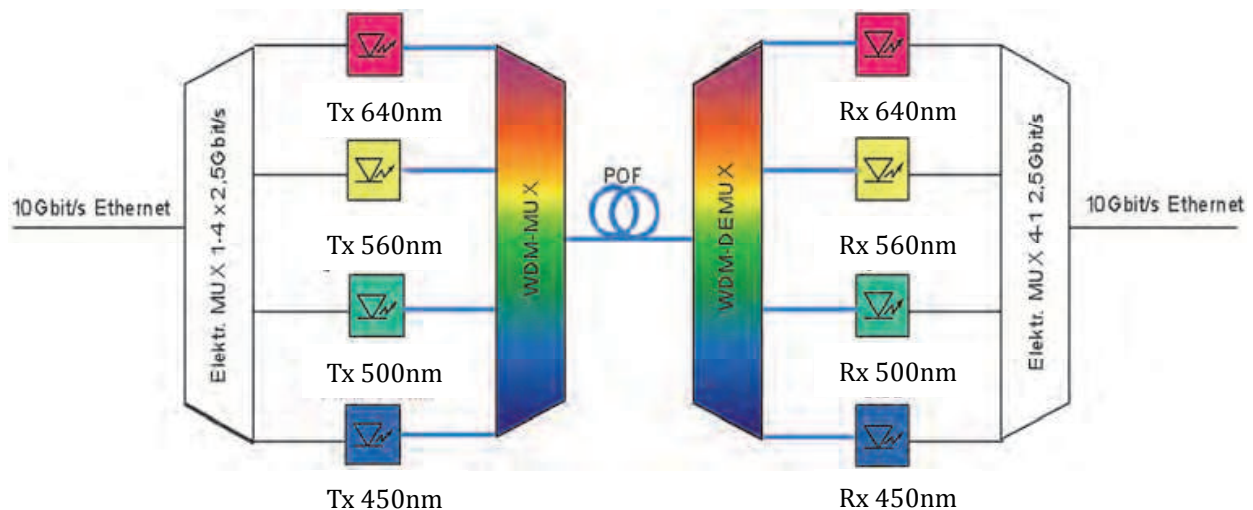 10Gbit/s Ethernet
Elektr. MUX 1-4 x 2,5Gbit/s
Tx 640nm
Tx 560nm
Tx 500nm
Tx 450nm
WDM-MUX
POF
WDM-DEMUX
Rx 640nm
Rx 560nm
Rx 500nm
Rx 450nm
Elektr. MUX 4-1 2,5Gbit/s
10Gbit/s Ethernet